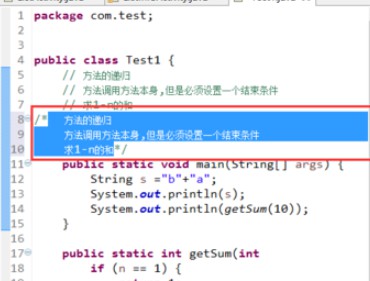 1 package com.test;
2
3
4 public class Test1 {
5 // 方法的递归
6 // 方法调用方法本身,但是必须设置一个结束条件
7 // 求1-n的和
8 /* 方法的递归
9 方法调用方法本身,但是必须设置一个结束条件
10 求1-n的和*/
11 public static void main(String[] args) {
12 String s ="b"+"a";
13 System.out.println(s);
14 System.out.println(getSum(10));
15 }
16
17 public static int getSum(int
18 if (n == 1) {